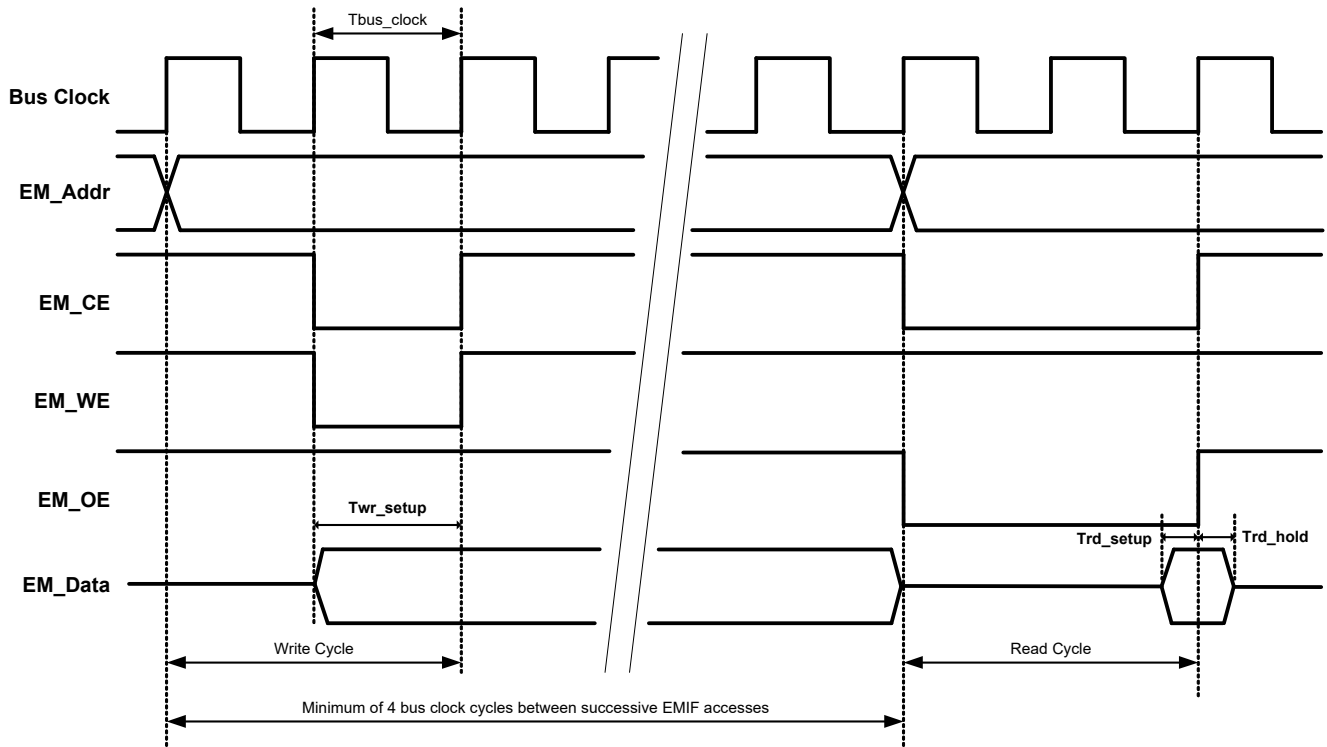 Tbus_clock
Bus Clock
EM_Addr
EM_CE
EM_WE
EM_OE
Twr_setup
Trd_setup
Trd_hold
EM_Data
Write Cycle
Read Cycle
Minimum of 4 bus clock cycles between successive EMIF accesses